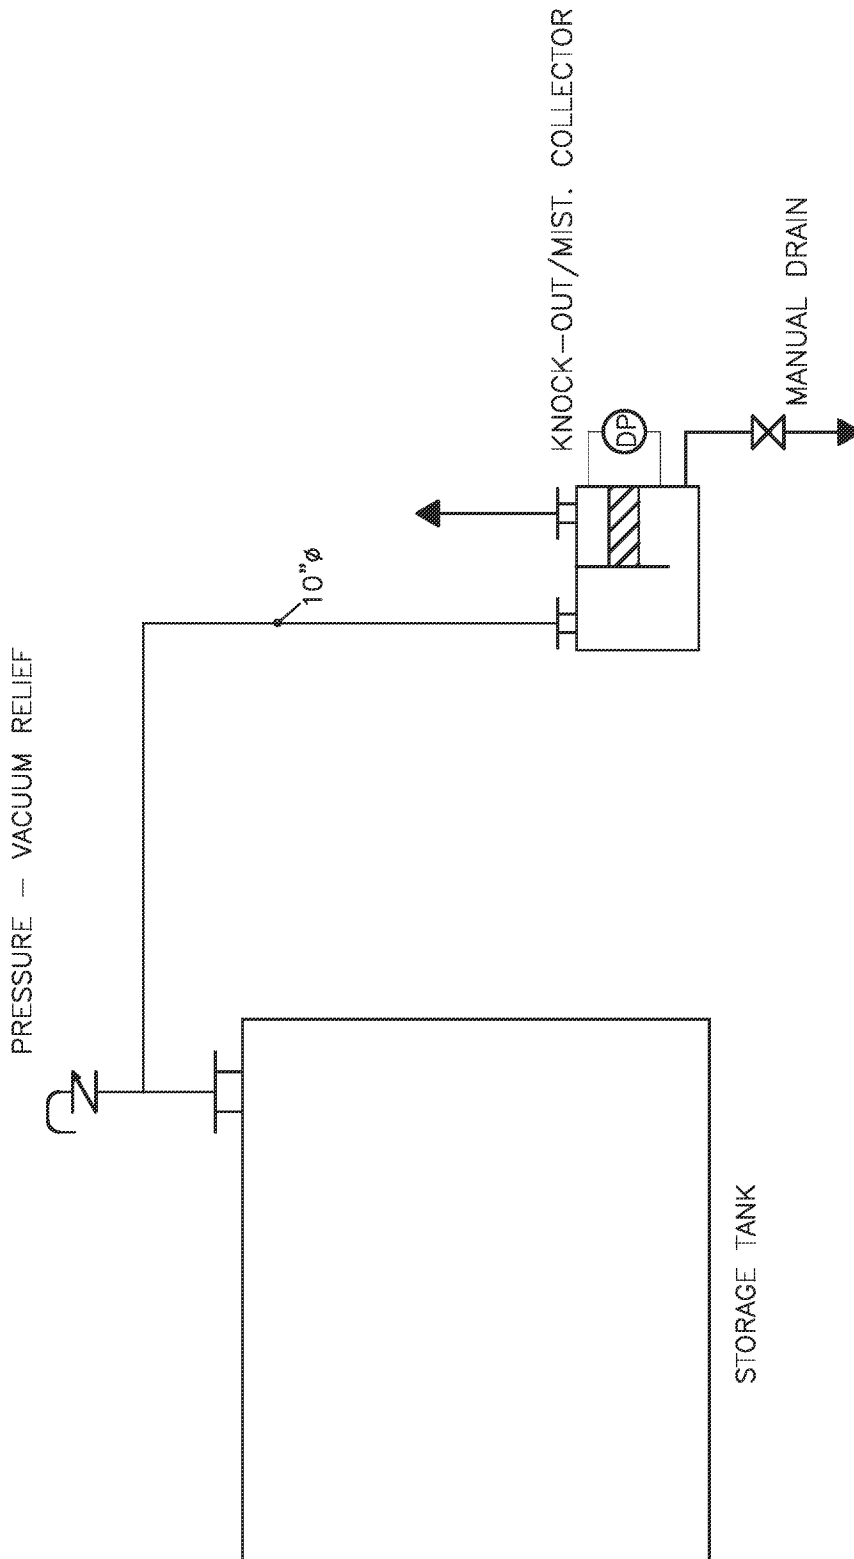 PRESSURE – VACUUM RELIEF
10"ø
KNOCK–OUT/MIST. COLLECTOR
DP
MANUAL DRAIN
STORAGE TANK